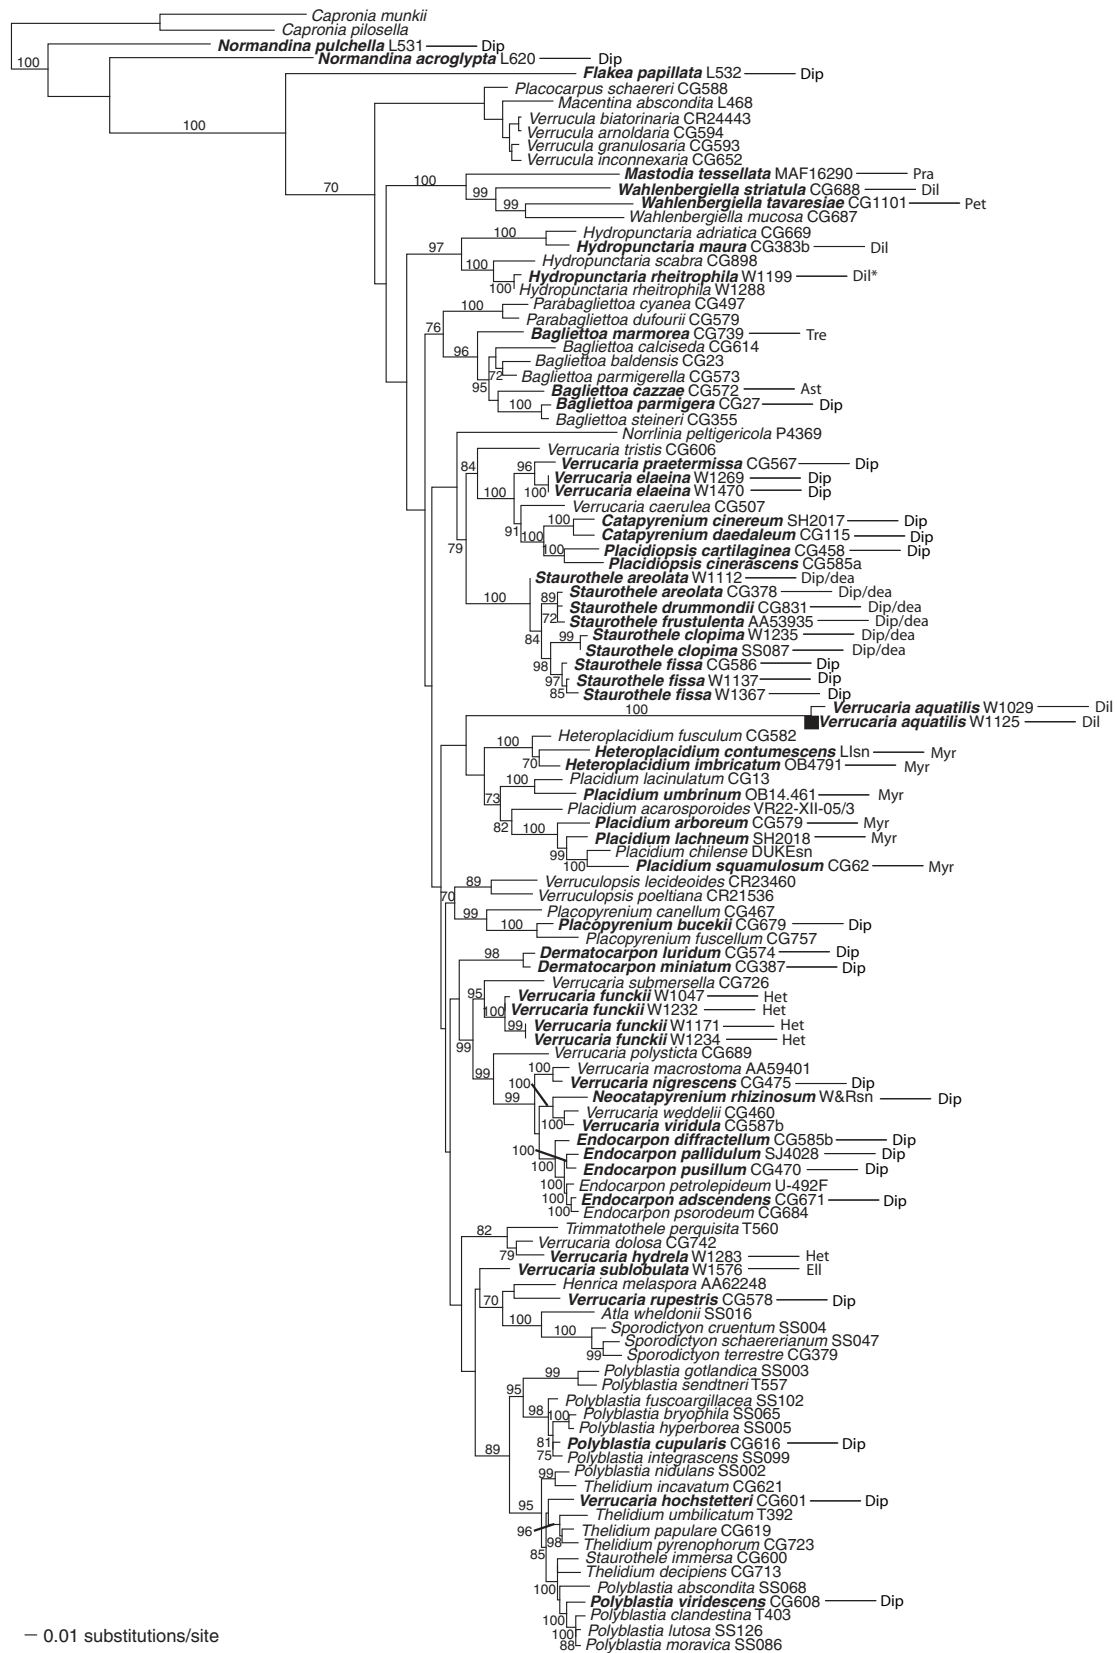 Capronia munkii
Capronia pilosella
Normandina pulchella L531 Dip
100
Normandina acroglypta L620 Dip
Flakea papillata L532 Dip
Placocarpus schaereri CG588
Macentina abscondita L468
Verrucula biatorinaria CR24443
100
Verrucula arnoldaria CG594
Verrucula granulosaria CG593
Verrucula inconnexaria CG652
Mastodia tessellata MAF16290 Pra
100
70
Wahlenbergiella striatula CG688 Dil
99
Wahlenbergiella tavaresiae CG1101 Pet
99
Wahlenbergiella mucosa CG687
Hydropunctaria adriatica CG669
100
Hydropunctaria maura CG383b Dil
97
Hydropunctaria scabra CG898
100
Hydropunctaria rheitrophila W1199 Dil*
100 Hydropunctaria rheitrophila W1288
Parabagliettoa cyanea CG497
100
Parabagliettoa dufourii CG579
76
Bagliettoa marmorea CG739 Tre
Bagliettoa calciseda CG614
96
Bagliettoa baldensis CG23
72 Bagliettoa parmigerella CG573
95
Bagliettoa cazzae CG572 Ast
100 Bagliettoa parmigera CG27 Dip
Bagliettoa steineri CG355
Norrlinia peltigericola P4369
Verrucaria tristis CG606
84 96 Verrucaria praetermissa CG567 Dip
Verrucaria elaeina W1269 Dip
100 100 Verrucaria elaeina W1470 Dip
Verrucaria caerulea CG507
100 Catapyrenium cinereum SH2017 Dip
91 100 Catapyrenium daedaleum CG115 Dip
79 100 Placidiopsis cartilaginea CG458 Dip
Placidiopsis cinerascens CG585a
Staurothele areolata W1112 Dip/dea
100 89 Staurothele areolata CG378 Dip/dea
Staurothele drummondii CG831 Dip/dea
72 Staurothele frustulenta AA53935 Dip/dea
84 99 Staurothele clopima W1235 Dip/dea
Staurothele clopima SS087 Dip/dea
98 Staurothele fissa CG586 Dip
97 Staurothele fissa W1137 Dip
85 Staurothele fissa W1367 Dip
100 Verrucaria aquatilis W1029 Dil
Verrucaria aquatilis W1125 Dil
Heteroplacidium fusculum CG582
100
Heteroplacidium contumescens LIsn Myr
70 Heteroplacidium imbricatum OB4791 Myr
Placidium lacinulatum CG13
100
Placidium umbrinum OB14.461 Myr
73
Placidium acarosporoides VR22-XII-05/3
82 100 Placidium arboreum CG579 Myr
Placidium lachneum SH2018 Myr
99 Placidium chilense DUKEsn
100 Placidium squamulosum CG62 Myr
89 Verruculopsis lecideoides CR23460
70 Verruculopsis poeltiana CR21536
99 Placopyrenium canellum CG467
100 Placopyrenium bucekii CG679 Dip
Placopyrenium fuscellum CG757
98 Dermatocarpon luridum CG574 Dip
Dermatocarpon miniatum CG387 Dip
Verrucaria submersella CG726
95 Verrucaria funckii W1047 Het
100 Verrucaria funckii W1232 Het
99 Verrucaria funckii W1171 Het
Verrucaria funckii W1234 Het
99
Verrucaria polysticta CG689
99 100 Verrucaria macrostoma AA59401
100 Verrucaria nigrescens CG475 Dip
99 Neocatapyrenium rhizinosum W&Rsn Dip
Verrucaria weddelii CG460
100 Verrucaria viridula CG587b Dip
Endocarpon diffractellum CG585b Dip
100 Endocarpon pallidulum SJ4028 Dip
100 Endocarpon pusillum CG470 Dip
100 Endocarpon petrolepideum U-492F
100 Endocarpon adscendens CG671 Dip
100 Endocarpon psorodeum CG684
82 Trimmatothele perquisita T560
Verrucaria dolosa CG742
79 Verrucaria hydrela W1283 Het
Verrucaria sublobulata W1576 Ell
Henrica melaspora AA62248
70 Verrucaria rupestris CG578 Dip
100 Atla wheldonii SS016
100 Sporodictyon cruentum SS004
Sporodictyon schaererianum SS047
99 Sporodictyon terrestre CG379
99 Polyblastia gotlandica SS003
95 Polyblastia sendtneri T557
Polyblastia fuscoargillacea SS102
98 100 Polyblastia bryophila SS065
Polyblastia hyperborea SS005
81 Polyblastia cupularis CG616 Dip
89 75 Polyblastia integrascens SS099
99 Polyblastia nidulans SS002
Thelidium incavatum CG621
95 Verrucaria hochstetteri CG601 Dip
Thelidium umbilicatum T392
96 Thelidium papulare CG619
98 Thelidium pyrenophorum CG723
85 Staurothele immersa CG600
Thelidium decipiens CG713
100 Polyblastia abscondita SS068
Polyblastia viridescens CG608 Dip
100 Polyblastia clandestina T403
100 Polyblastia lutosa SS126
88 Polyblastia moravica SS086
0.01 substitutions/site